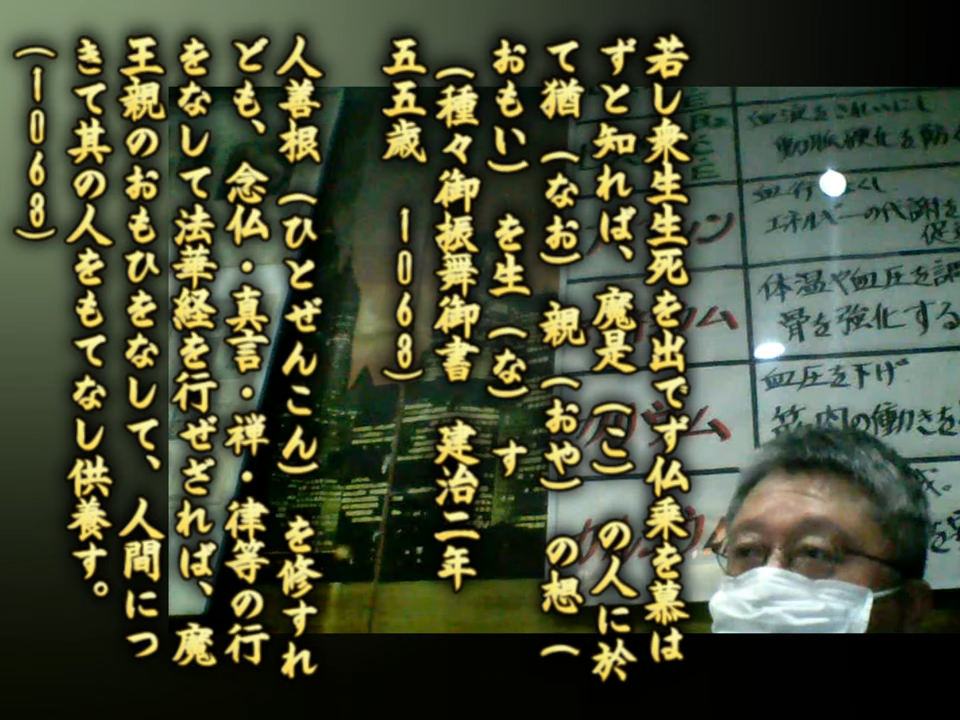 若し衆生生死を出でず仏乗を慕は
ずと知れば、魔是（こ）の人に於
て猶（なお）親（おや）の想（
おもい）を生（な）す
（種々御振舞御書　建治二年
五五歳　1063）
人善根（ひとぜんこん）を修すれ
ども、念仏・真言・禅・律等の行
をなして法華経を行ぜざれば、魔
王親のおもひをなして、人間につ
きて其の人をもてなし供養す。
（1063）
血液をきれいにし
動脈硬化を防
血行
エネルギーの代謝を
促
体温や血圧を調
骨を強化する
血圧を下げ
筋肉の働きを